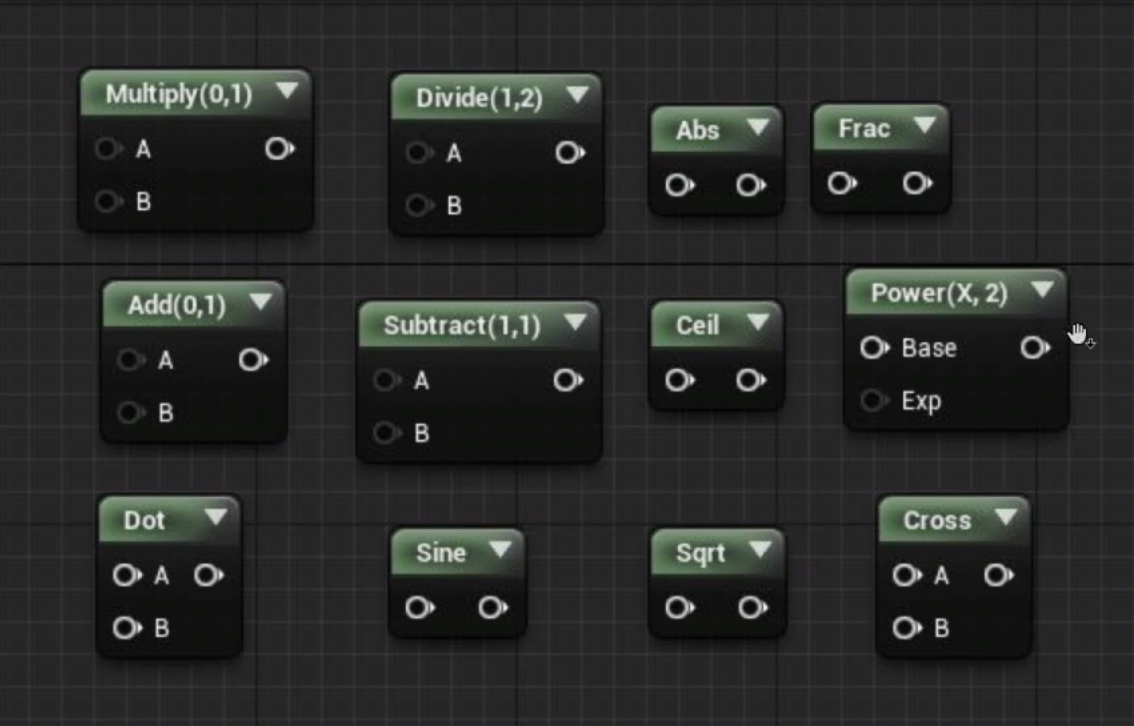 Multiply(0,1)
A
B
Divide(1,2)
A
B
Abs
Frac
Add(0,1)
A
B
Subtract(1,1)
A
B
Ceil
Power(X, 2)
Base
Exp
Dot
A
B
Sine
Sqrt
Cross
A
B